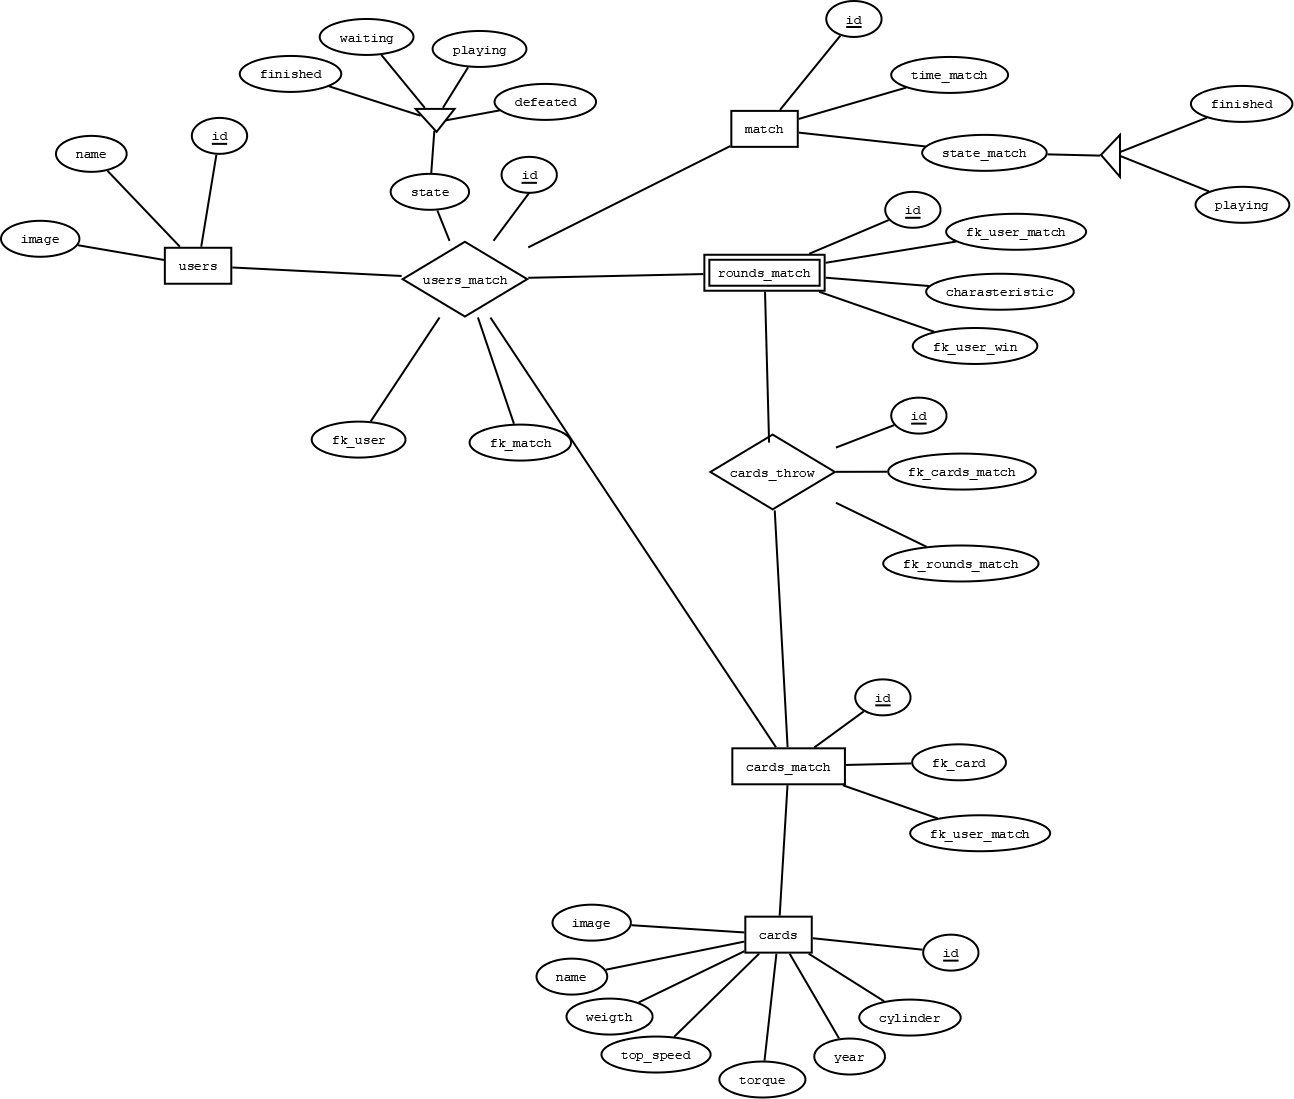 id
waiting
playing
finished
time_match
defeated
finished
match
id
name
state_match
id
state
playing
id
fk_user_match
image
users
rounds_match
users_match
charasteristic
fk_user_win
id
fk_user
fk_match
cards_throw
fk_cards_match
fk_rounds_match
id
cards_match
fk_card
fk_user_match
image
cards
id
name
weigth
cylinder
top_speed
year
torque